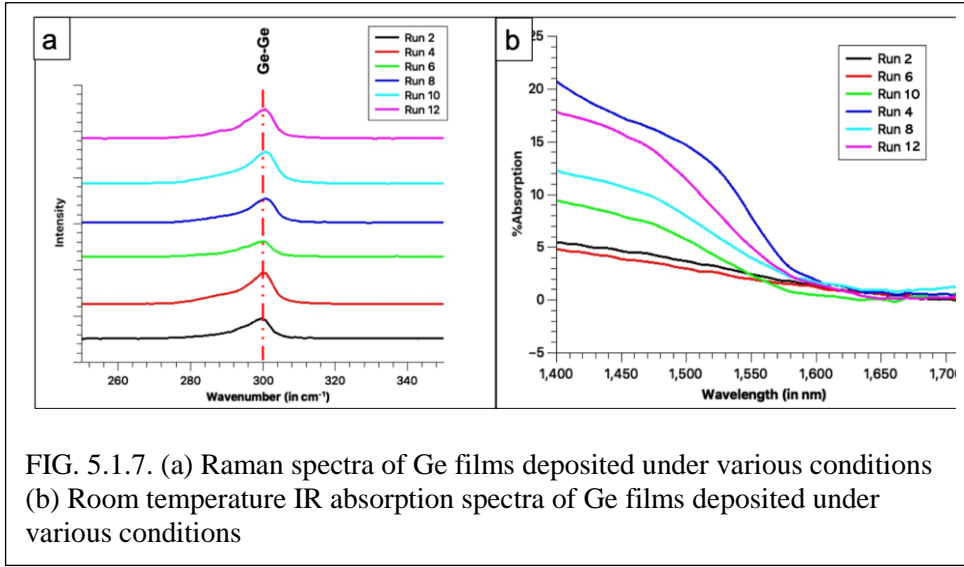 a
Ge-Ge
Run 2
Run 4
Run 6
Run 8
Run 10
Run 12
Intensity
260 280 300 320 340
Wavenumber (in cm⁻¹)
b
Run 2
Run 6
Run 10
Run 4
Run 8
Run 12
%Absorption
25
20
15
10
5
0
−5
1,400 1,450 1,500 1,550 1,600 1,650 1,700
Wavelength (in nm)
FIG. 5.1.7. (a) Raman spectra of Ge films deposited under various conditions
(b) Room temperature IR absorption spectra of Ge films deposited under
various conditions